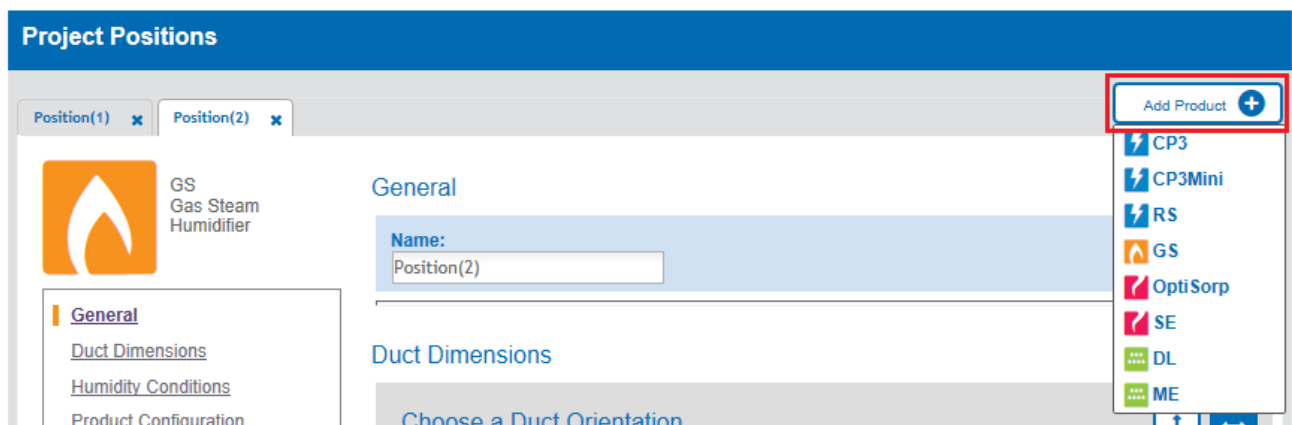 Project Positions
Add Product
Position(1)
Position(2)
CP3
CP3Mini
RS
GS
OptiSorp
SE
DL
ME
GS
Gas Steam
Humidifier
General
Duct Dimensions
Humidity Conditions
Product Configuration
General
Name:
Position(2)
Duct Dimensions
Choose a Duct Orientation